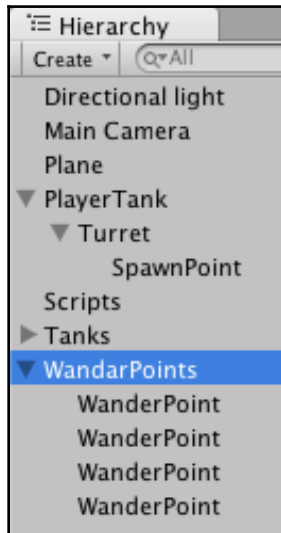 Hierarchy
Create All
Directional light
Main Camera
Plane
PlayerTank
Turret
SpawnPoint
Scripts
Tanks
WandarPoints
WanderPoint
WanderPoint
WanderPoint
WanderPoint